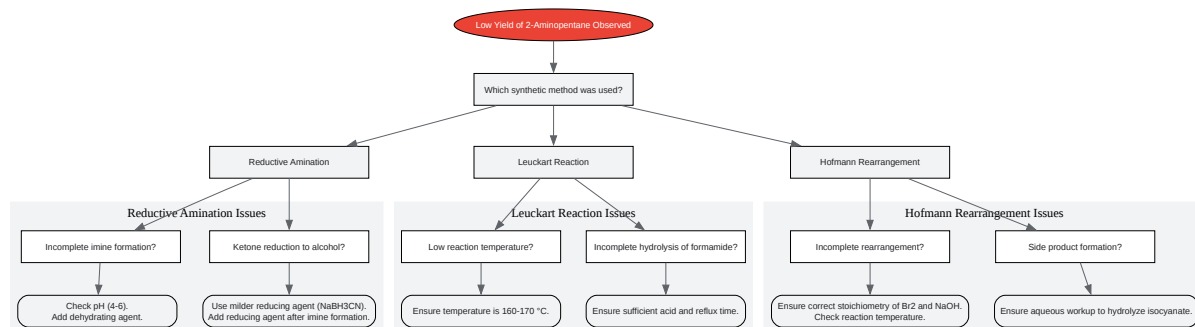 Low Yield of 2-Aminopentane Observed
Which synthetic method was used?
Reductive Amination
Leuckart Reaction
Hofmann Rearrangement
Reductive Amination Issues
Leuckart Reaction Issues
Hofmann Rearrangement Issues
Incomplete imine formation?
Ketone reduction to alcohol?
Low reaction temperature?
Incomplete hydrolysis of formamide?
Incomplete rearrangement?
Side product formation?
Check pH (4-6).
Add dehydrating agent.
Use milder reducing agent (NaBH3CN).
Add reducing agent after imine formation.
Ensure temperature is 160-170 °C.
Ensure sufficient acid and reflux time.
Ensure correct stoichiometry of Br2 and NaOH.
Check reaction temperature.
Ensure aqueous workup to hydrolyze isocyanate.